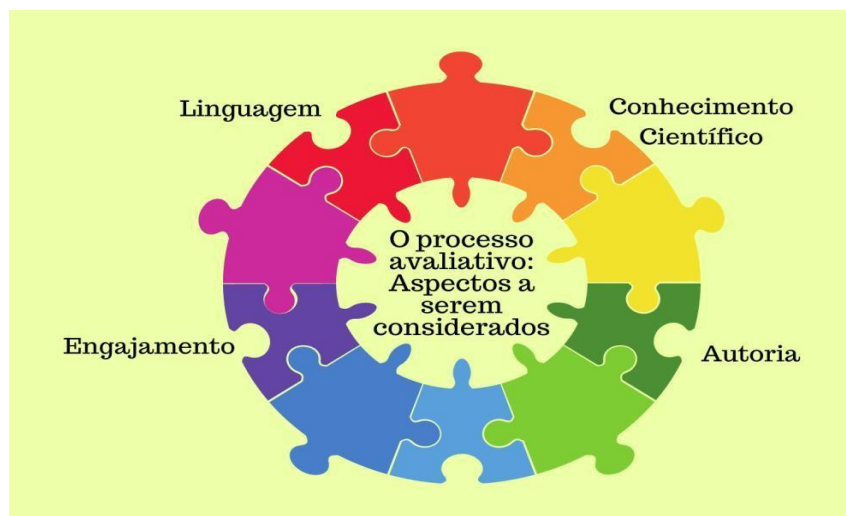 Linguagem
Conhecimento
Científico
O processo
avaliativo:
Aspectos a
serem
considerados
Engajamento
Autoria